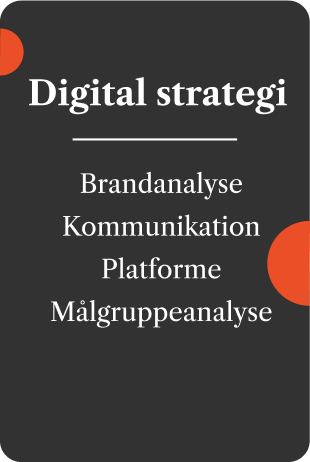 Digital strategi
Brandanalyse
Kommunikation
Platforme
Målgruppeanalyse